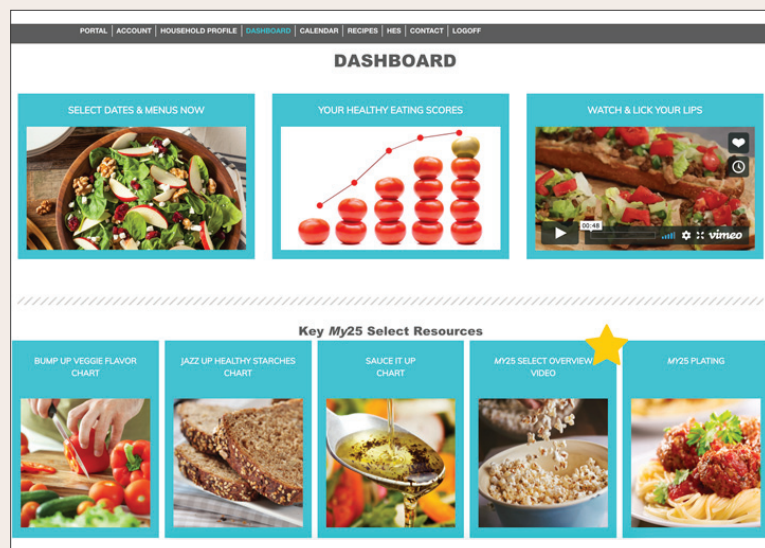 PORTAL | ACCOUNT | HOUSEHOLD PROFILE | DASHBOARD | CALENDAR | RECIPES | HES | CONTACT | LOGOFF
DASHBOARD
SELECT DATES & MENUS NOW
YOUR HEALTHY EATING SCORES
WATCH & LICK YOUR LIPS
00:48
vimeo
Key My25 Select Resources
BUMP UP VEGGIE FLAVOR
CHART
JAZZ UP HEALTHY STARCHES
CHART
SAUCE IT UP
CHART
MY25 SELECT OVERVIEW
VIDEO
MY25 PLATING